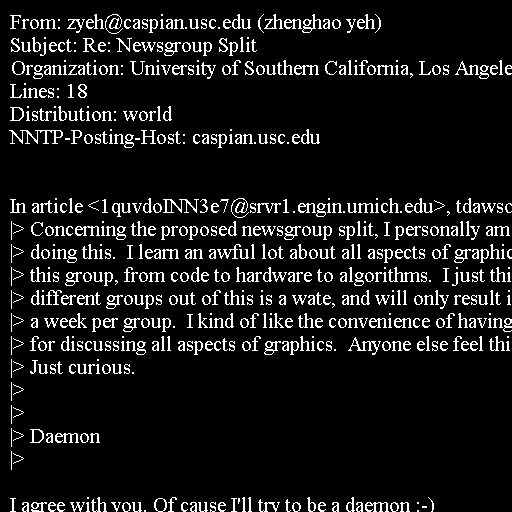 From: zyeh@caspian.usc.edu (zhenghao yeh)
Subject: Re: Newsgroup Split
Organization: University of Southern California, Los Angele
Lines: 18
Distribution: world
NNTP-Posting-Host: caspian.usc.edu
In article <1quvdoINN3e7@srvr1.engin.umich.edu>, tdawso
|> Concerning the proposed newsgroup split, I personally am
|> doing this.  I learn an awful lot about all aspects of graphic
|> this group, from code to hardware to algorithms.  I just thi
|> different groups out of this is a wate, and will only result i
|> a week per group.  I kind of like the convenience of having
|> for discussing all aspects of graphics.  Anyone else feel thi
|> Just curious.
|>
|>
|> Daemon
|>
I agree with you. Of cause I'll try to be a daemon :-)